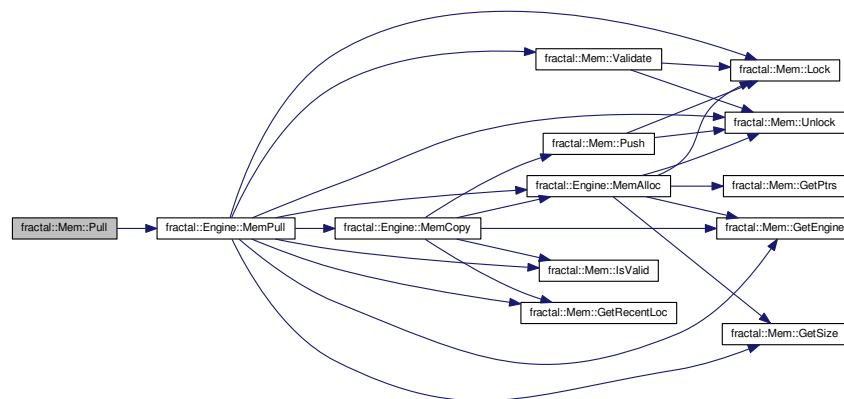 fractal::Mem::Pull
fractal::Engine::MemPull
fractal::Engine::MemCopy
fractal::Mem::Validate
fractal::Mem::Push
fractal::Engine::MemAlloc
fractal::Mem::IsValid
fractal::Mem::GetRecentLoc
fractal::Mem::Lock
fractal::Mem::Unlock
fractal::Mem::GetPtrs
fractal::Mem::GetEngine
fractal::Mem::GetSize